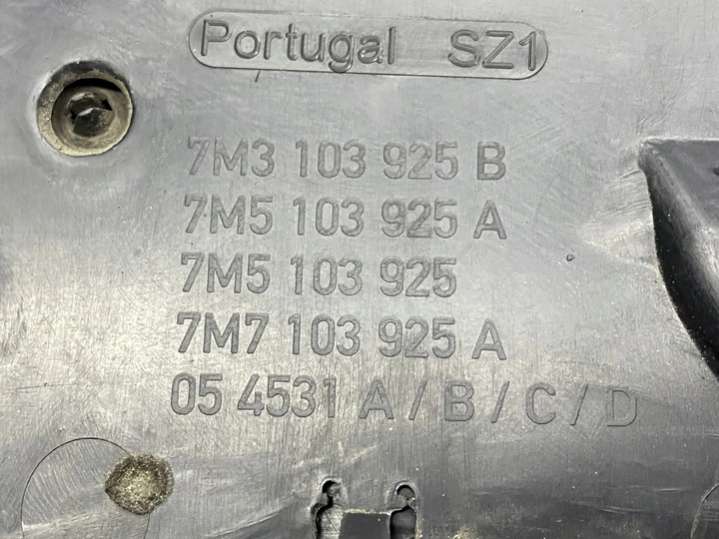 Portugal SZ1
7M3 103 925 B
7M5 103 925 A
7M5 103 925
7M7 103 925 A
05 4531 A / B / C / D